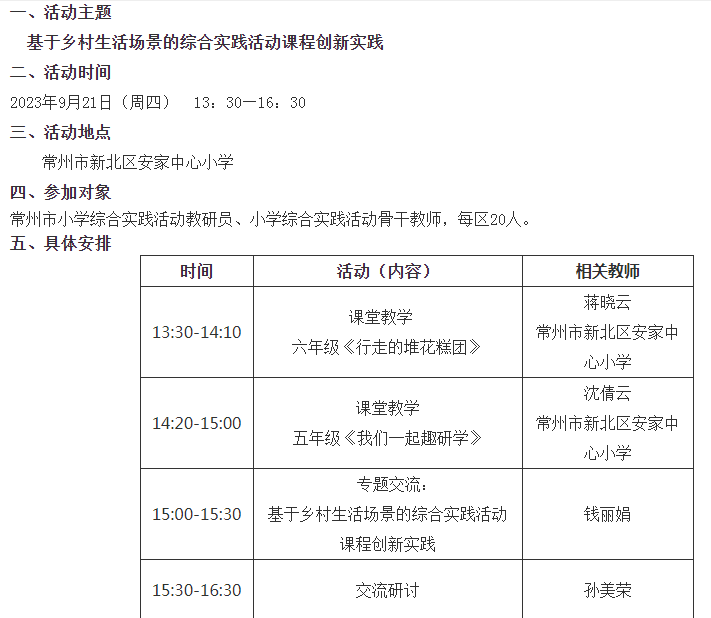 一、活动主题
基于乡村生活场景的综合实践活动课程创新实践
二、活动时间
2023年9月21日（周四） 13：30—16：30
三、活动地点
常州市新北区安家中心小学
四、参加对象
常州市小学综合实践活动教研员、小学综合实践活动骨干教师，每区20人。
五、具体安排
时间 活动（内容） 相关教师
13:30-14:10
课堂教学
六年级《行走的堆花糕团》
蒋晓云
常州市新北区安家中
心小学
14:20-15:00
课堂教学
五年级《我们一起趣研学》
沈倩云
常州市新北区安家中
心小学
15:00-15:30
专题交流：
基于乡村生活场景的综合实践活动
课程创新实践
钱丽娟
15:30-16:30 交流研讨 孙美荣